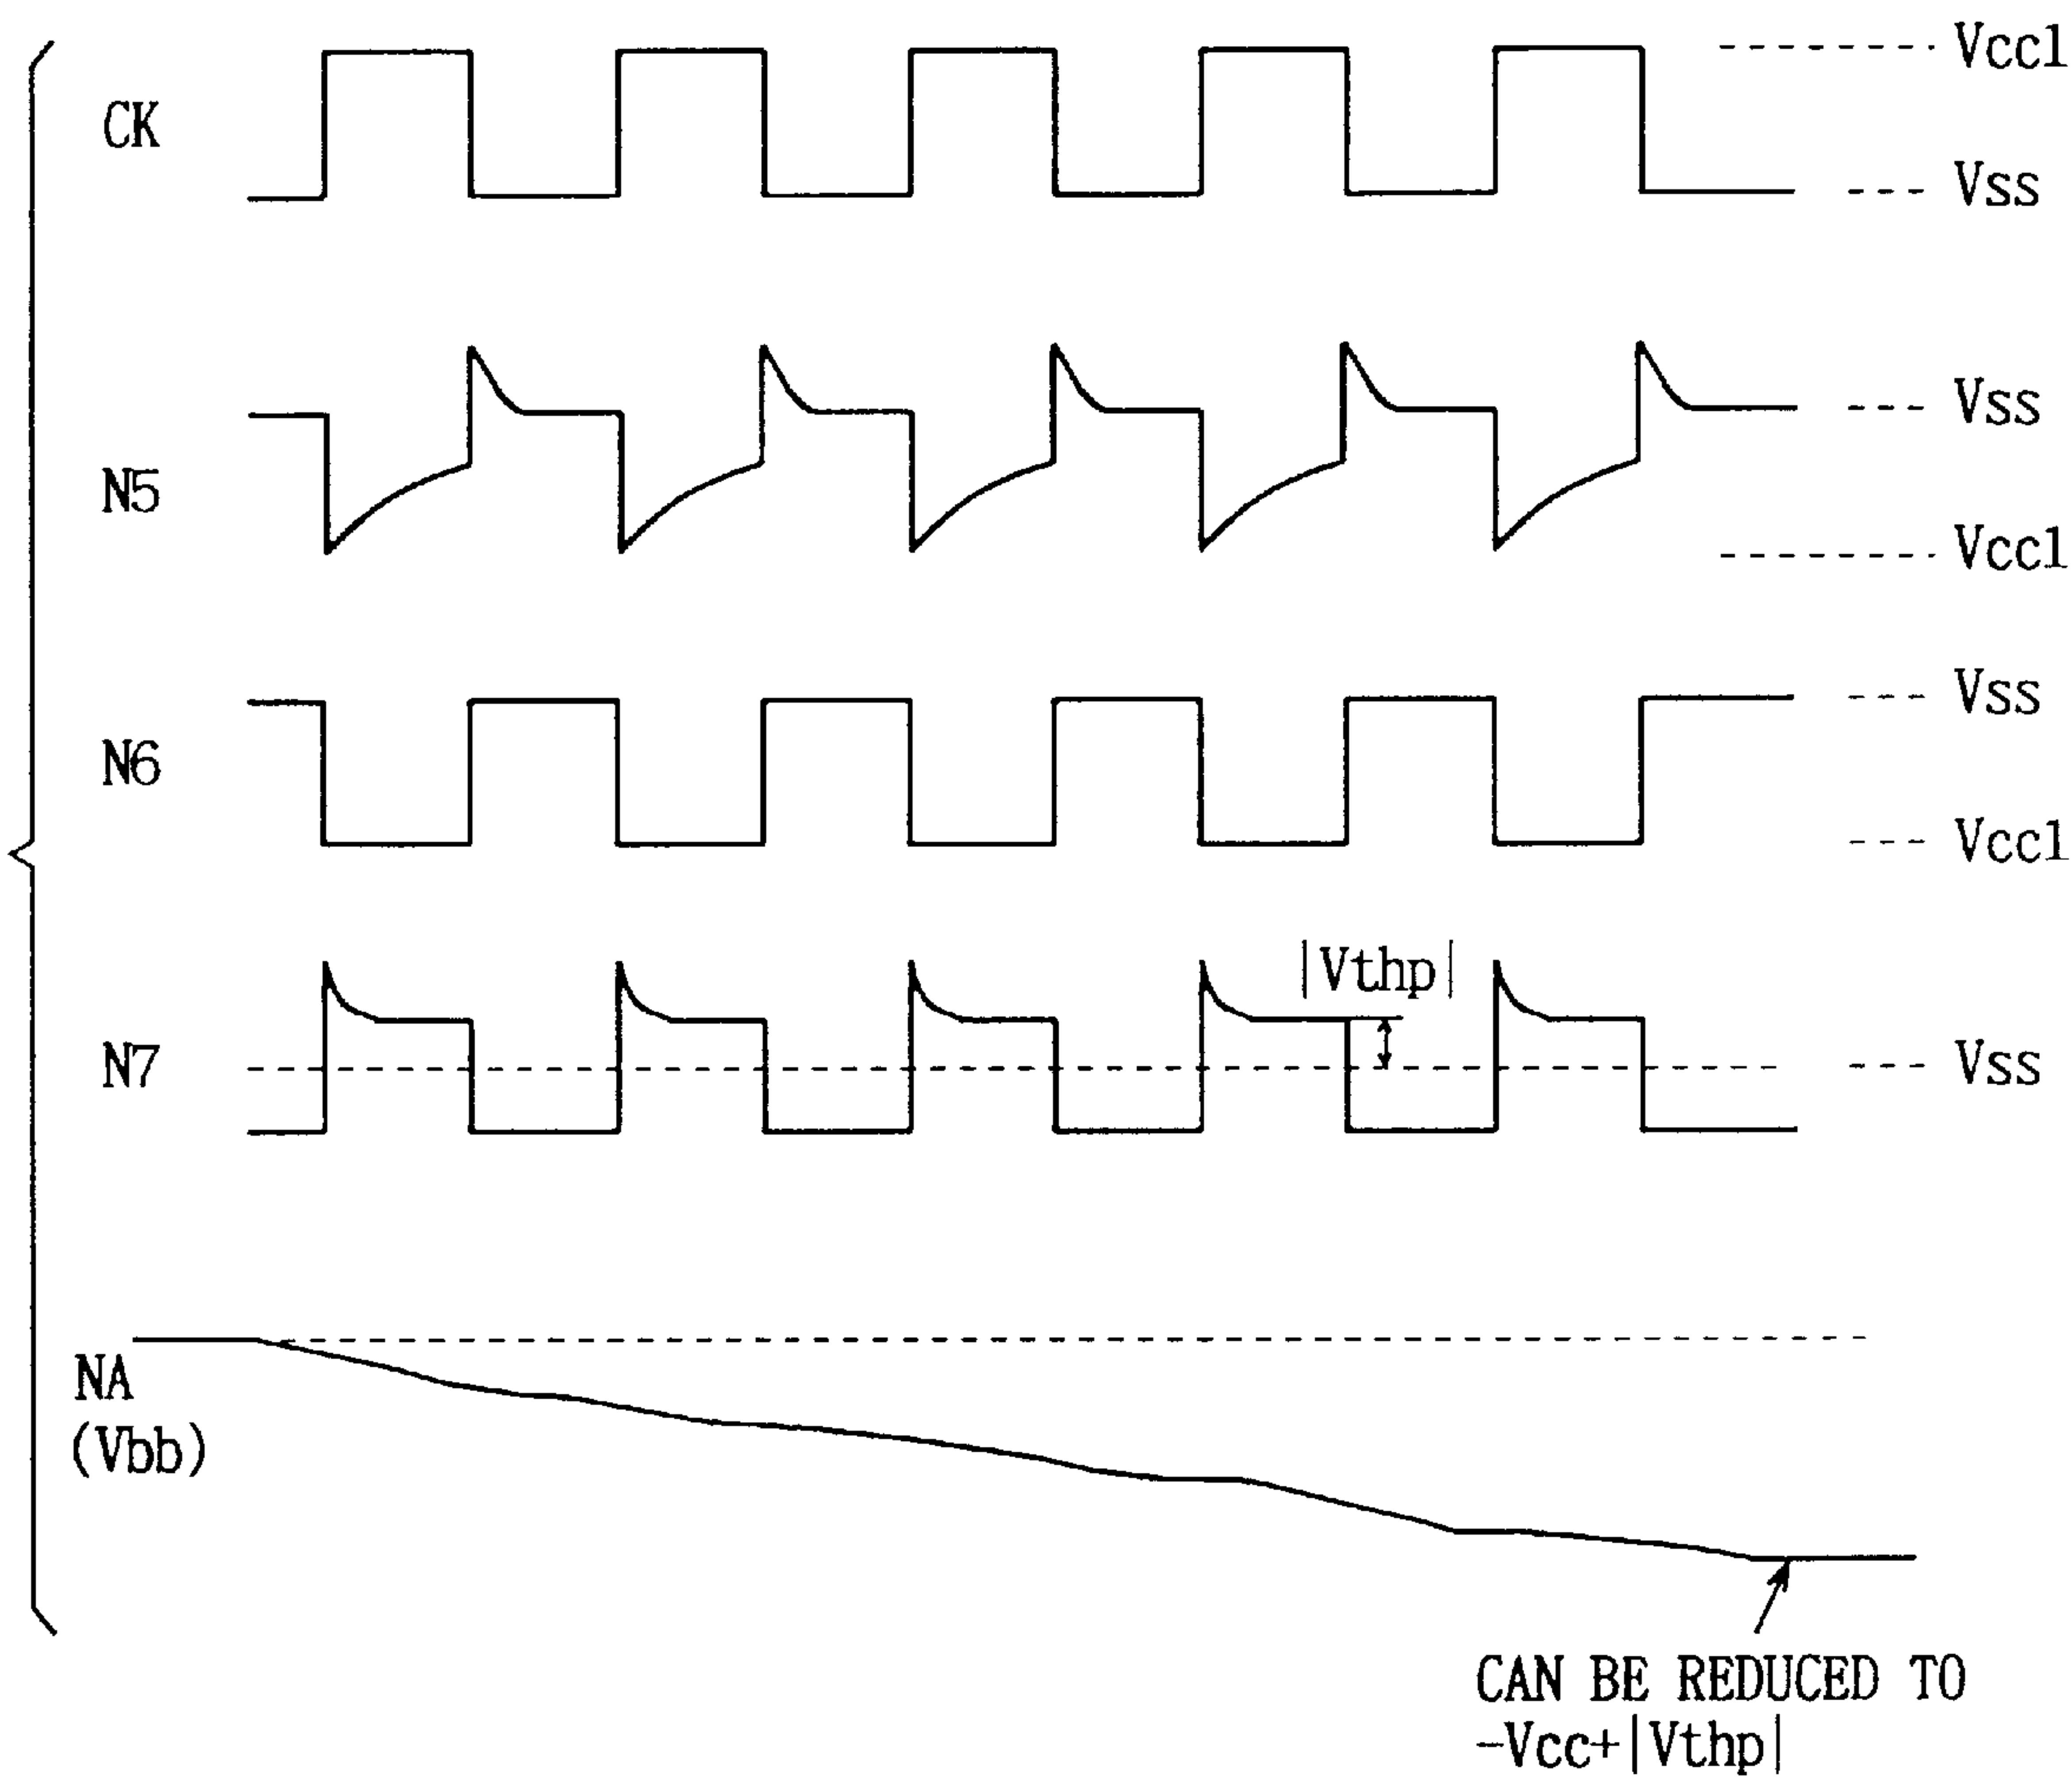 Vcc1
CK
Vss
Vss
N5
Vcc1
Vss
N6
Vcc1
|Vthp|
N7
Vss
NA
(Vbb)
CAN BE REDUCED TO
-Vcc+|Vthp|